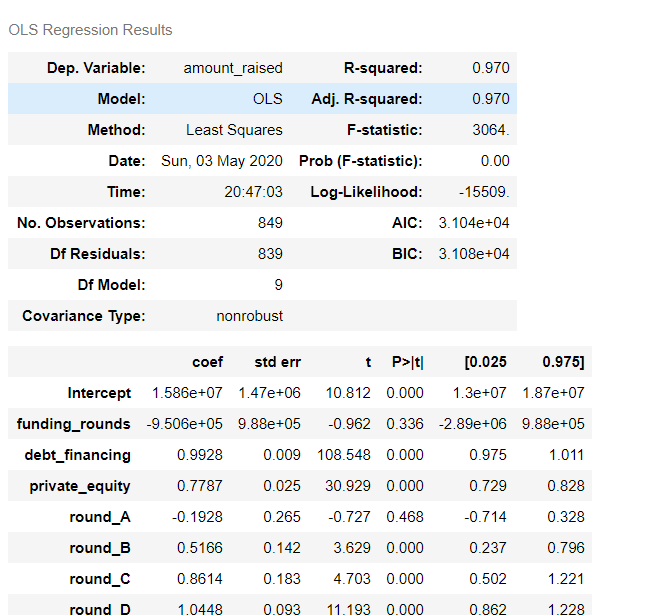 OLS Regression Results
Dep. Variable: amount_raised R-squared: 0.970
Model: OLS Adj. R-squared: 0.970
Method: Least Squares F-statistic: 3064.
Date: Sun, 03 May 2020 Prob (F-statistic): 0.00
Time: 20:47:03 Log-Likelihood: -15509.
No. Observations: 849 AIC: 3.104e+04
Df Residuals: 839 BIC: 3.108e+04
Df Model: 9
Covariance Type: nonrobust
coef std err t P>|t| [0.025 0.975]
Intercept 1.586e+07 1.47e+06 10.812 0.000 1.3e+07 1.87e+07
funding_rounds -9.506e+05 9.88e+05 -0.962 0.336 -2.89e+06 9.88e+05
debt_financing 0.9928 0.009 108.548 0.000 0.975 1.011
private_equity 0.7787 0.025 30.929 0.000 0.729 0.828
round_A -0.1928 0.265 -0.727 0.468 -0.714 0.328
round_B 0.5166 0.142 3.629 0.000 0.237 0.796
round_C 0.8614 0.183 4.703 0.000 0.502 1.221
round_D 1.0448 0.093 11.193 0.000 0.862 1.228